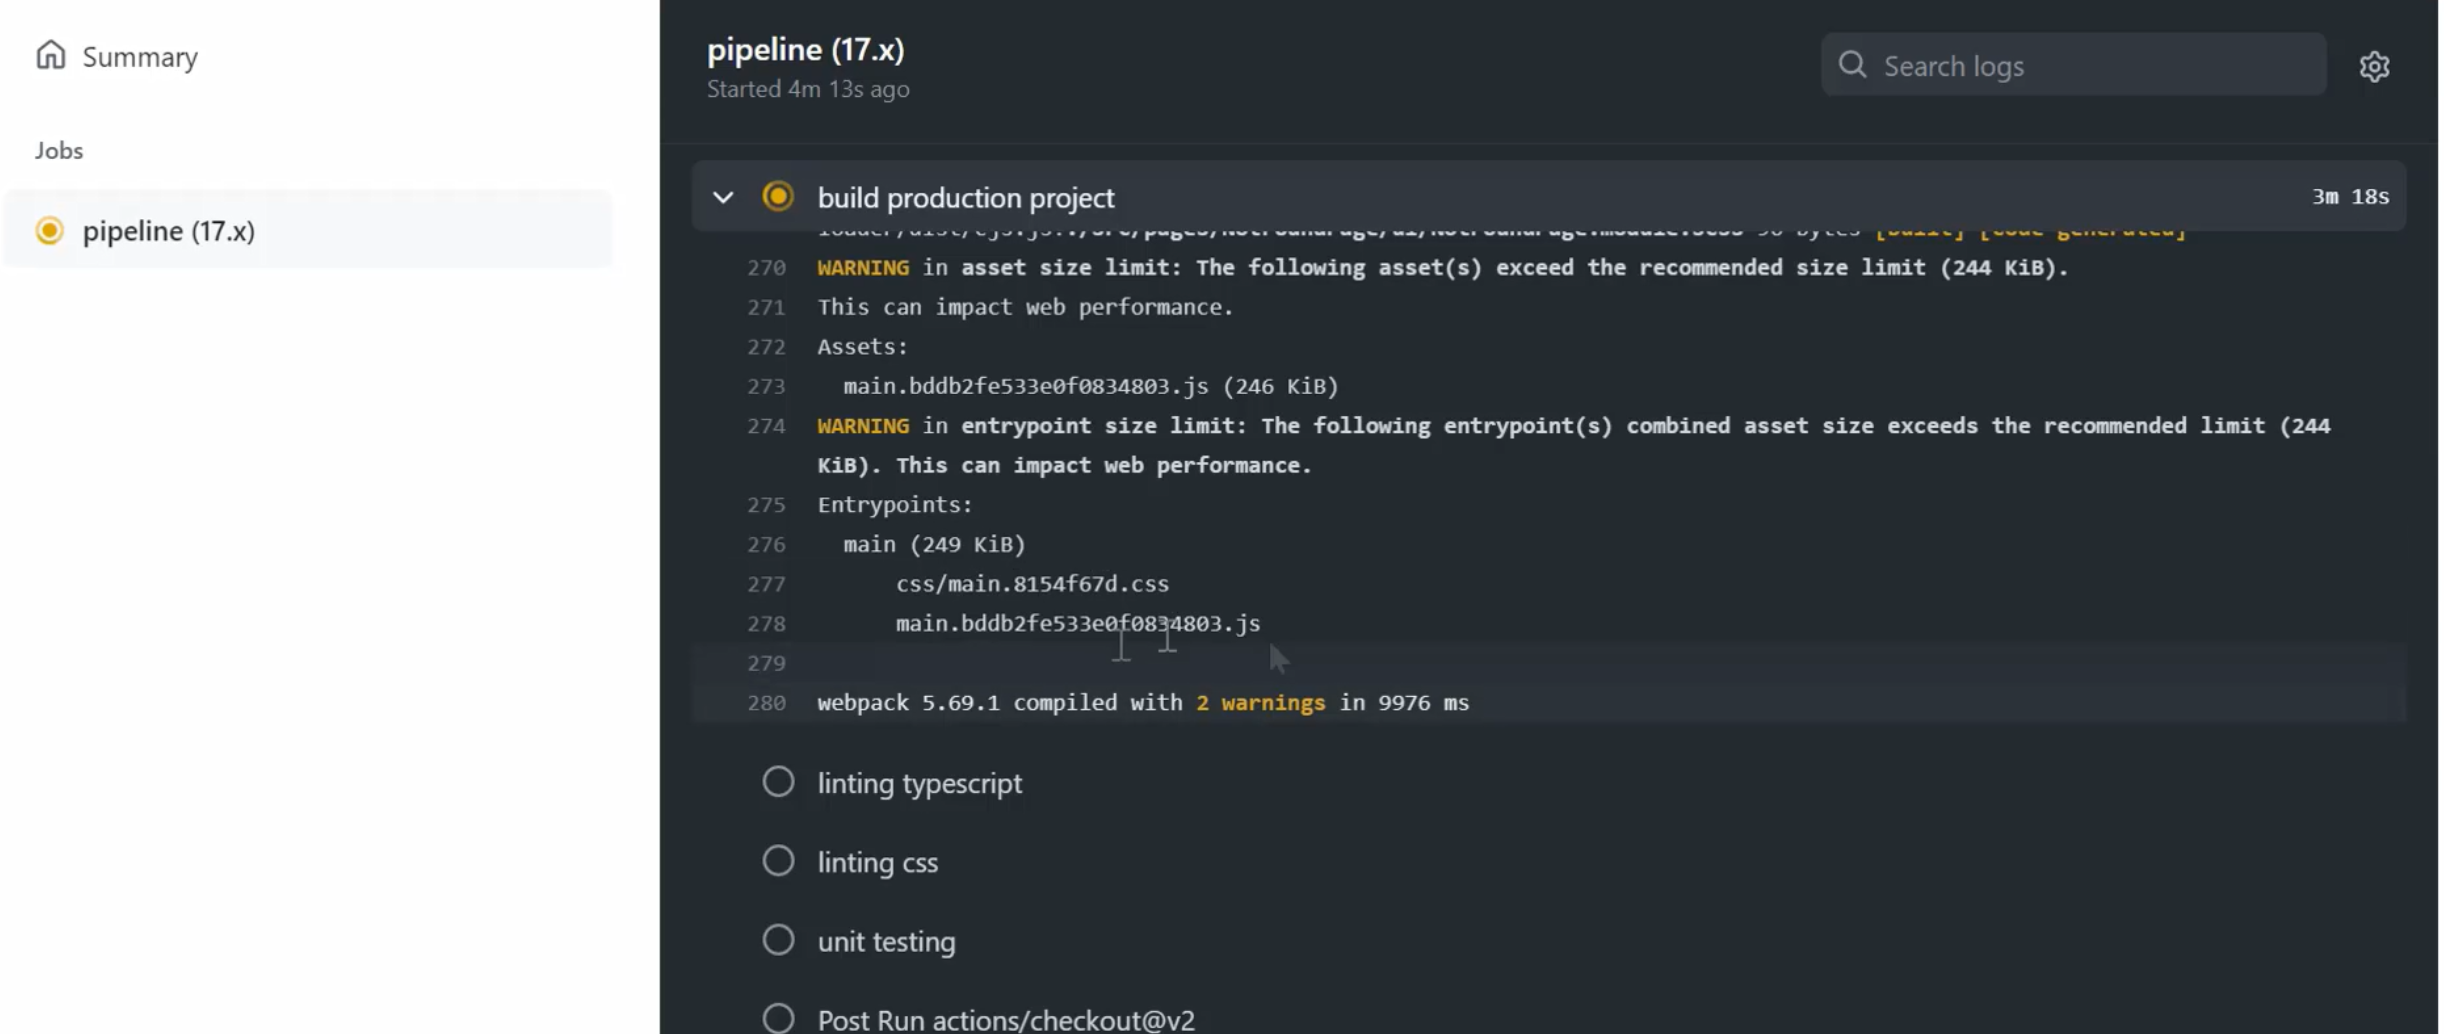 Summary
Jobs
pipeline (17.x)
pipeline (17.x)
Started 4m 13s ago
Search logs
build production project
3m 18s
270 WARNING in asset size limit: The following asset(s) exceed the recommended size limit (244 KiB).
271 This can impact web performance.
272 Assets:
273 main.bddb2fe533e0f0834803.js (246 KiB)
274 WARNING in entrypoint size limit: The following entrypoint(s) combined asset size exceeds the recommended limit (244
KiB). This can impact web performance.
275 Entrypoints:
276 main (249 KiB)
277 css/main.8154f67d.css
278 main.bddb2fe533e0f0834803.js
279
280 webpack 5.69.1 compiled with 2 warnings in 9976 ms
linting typescript
linting css
unit testing
Post Run actions/checkout@v2